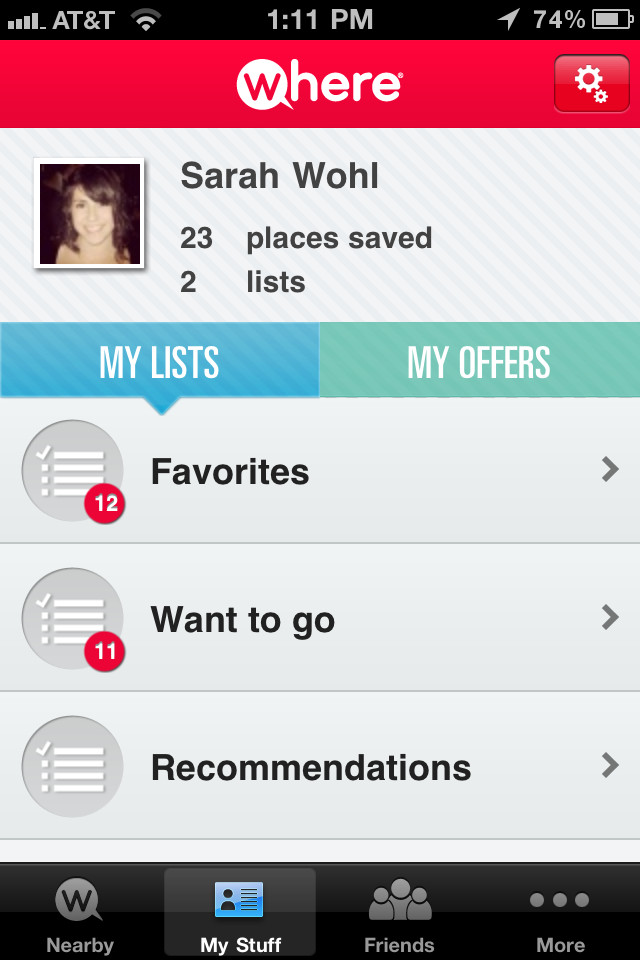 AT&T 1:11 PM 74%
where®
Sarah Wohl
23 places saved
2 lists
MY LISTS MY OFFERS
Favorites
12
Want to go
11
Recommendations
W
Nearby My Stuff Friends More